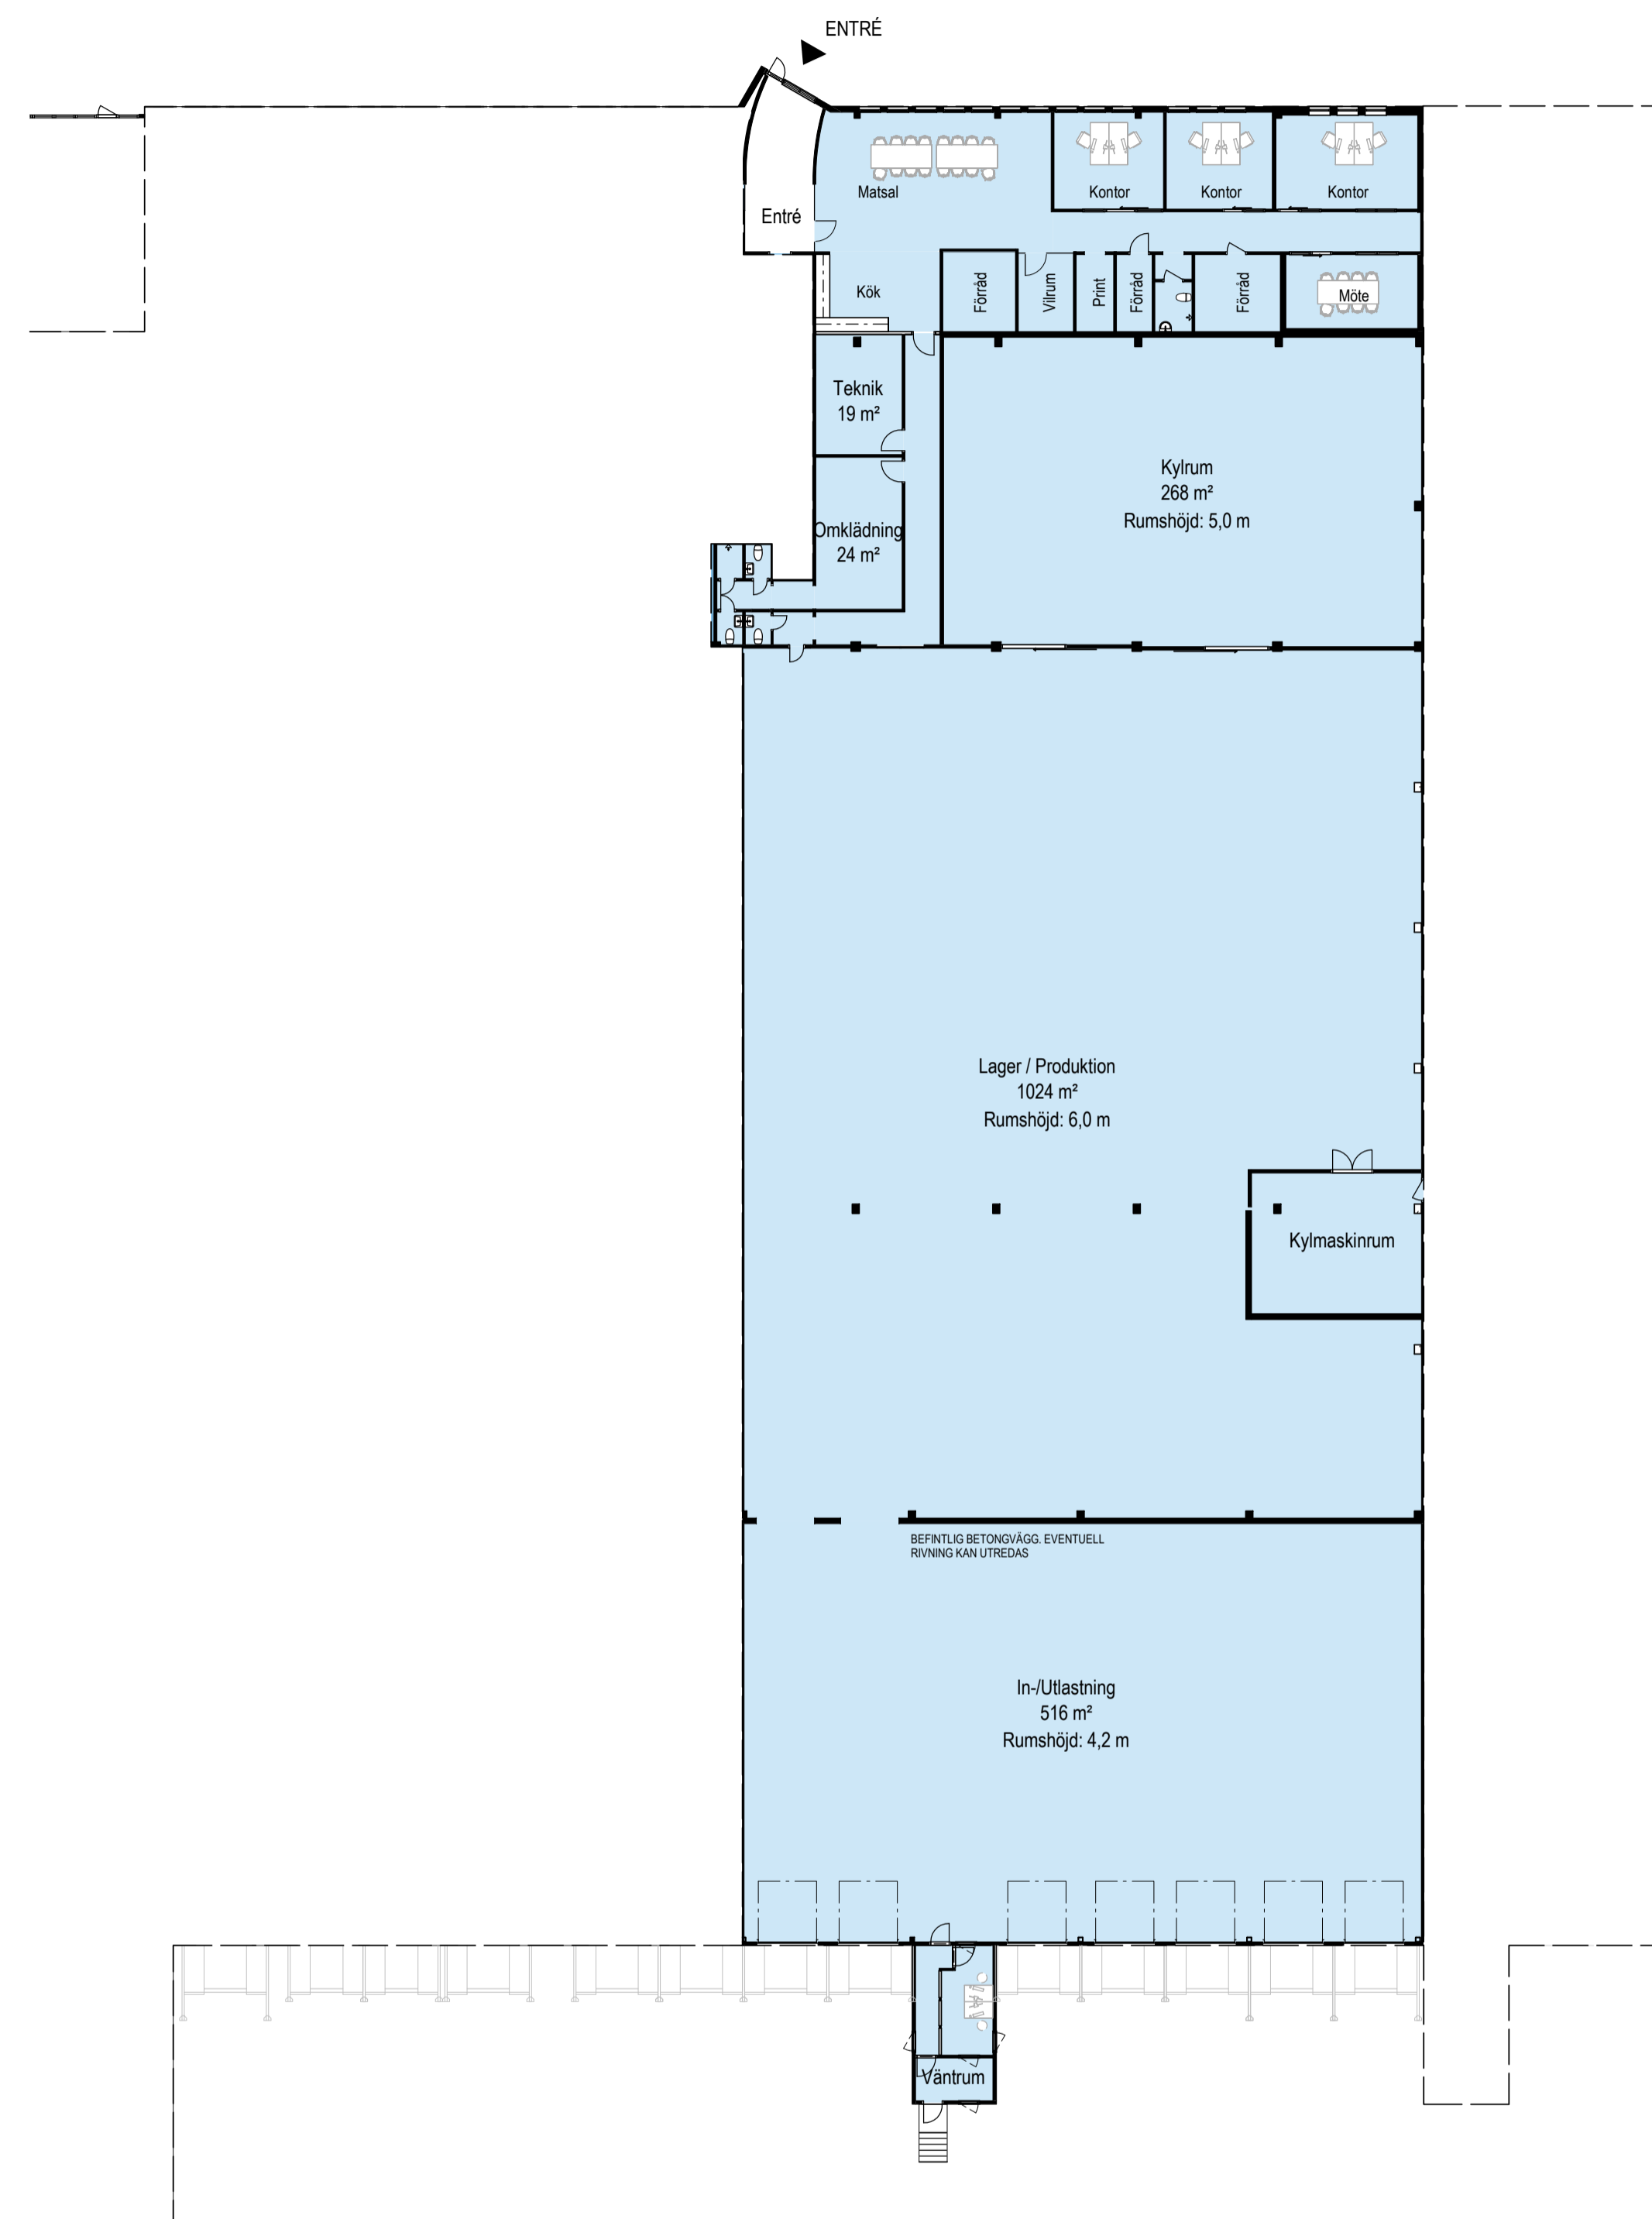 ENTRÉ
Matsal
Kontor
Kontor
Kontor
Entré
Kök
Förråd
Vilrum
Print
Förråd
Förråd
Möte
Teknik
19 m²
Kylrum
268 m²
Rumshöjd: 5,0 m
Omklädning
24 m²
Lager / Produktion
1024 m²
Rumshöjd: 6,0 m
Kylmaskinrum
BEFINTLIG BETONGVÄGG. EVENTUELL
RIVNING KAN UTREDAS
In-/Utlastning
516 m²
Rumshöjd: 4,2 m
Väntrum